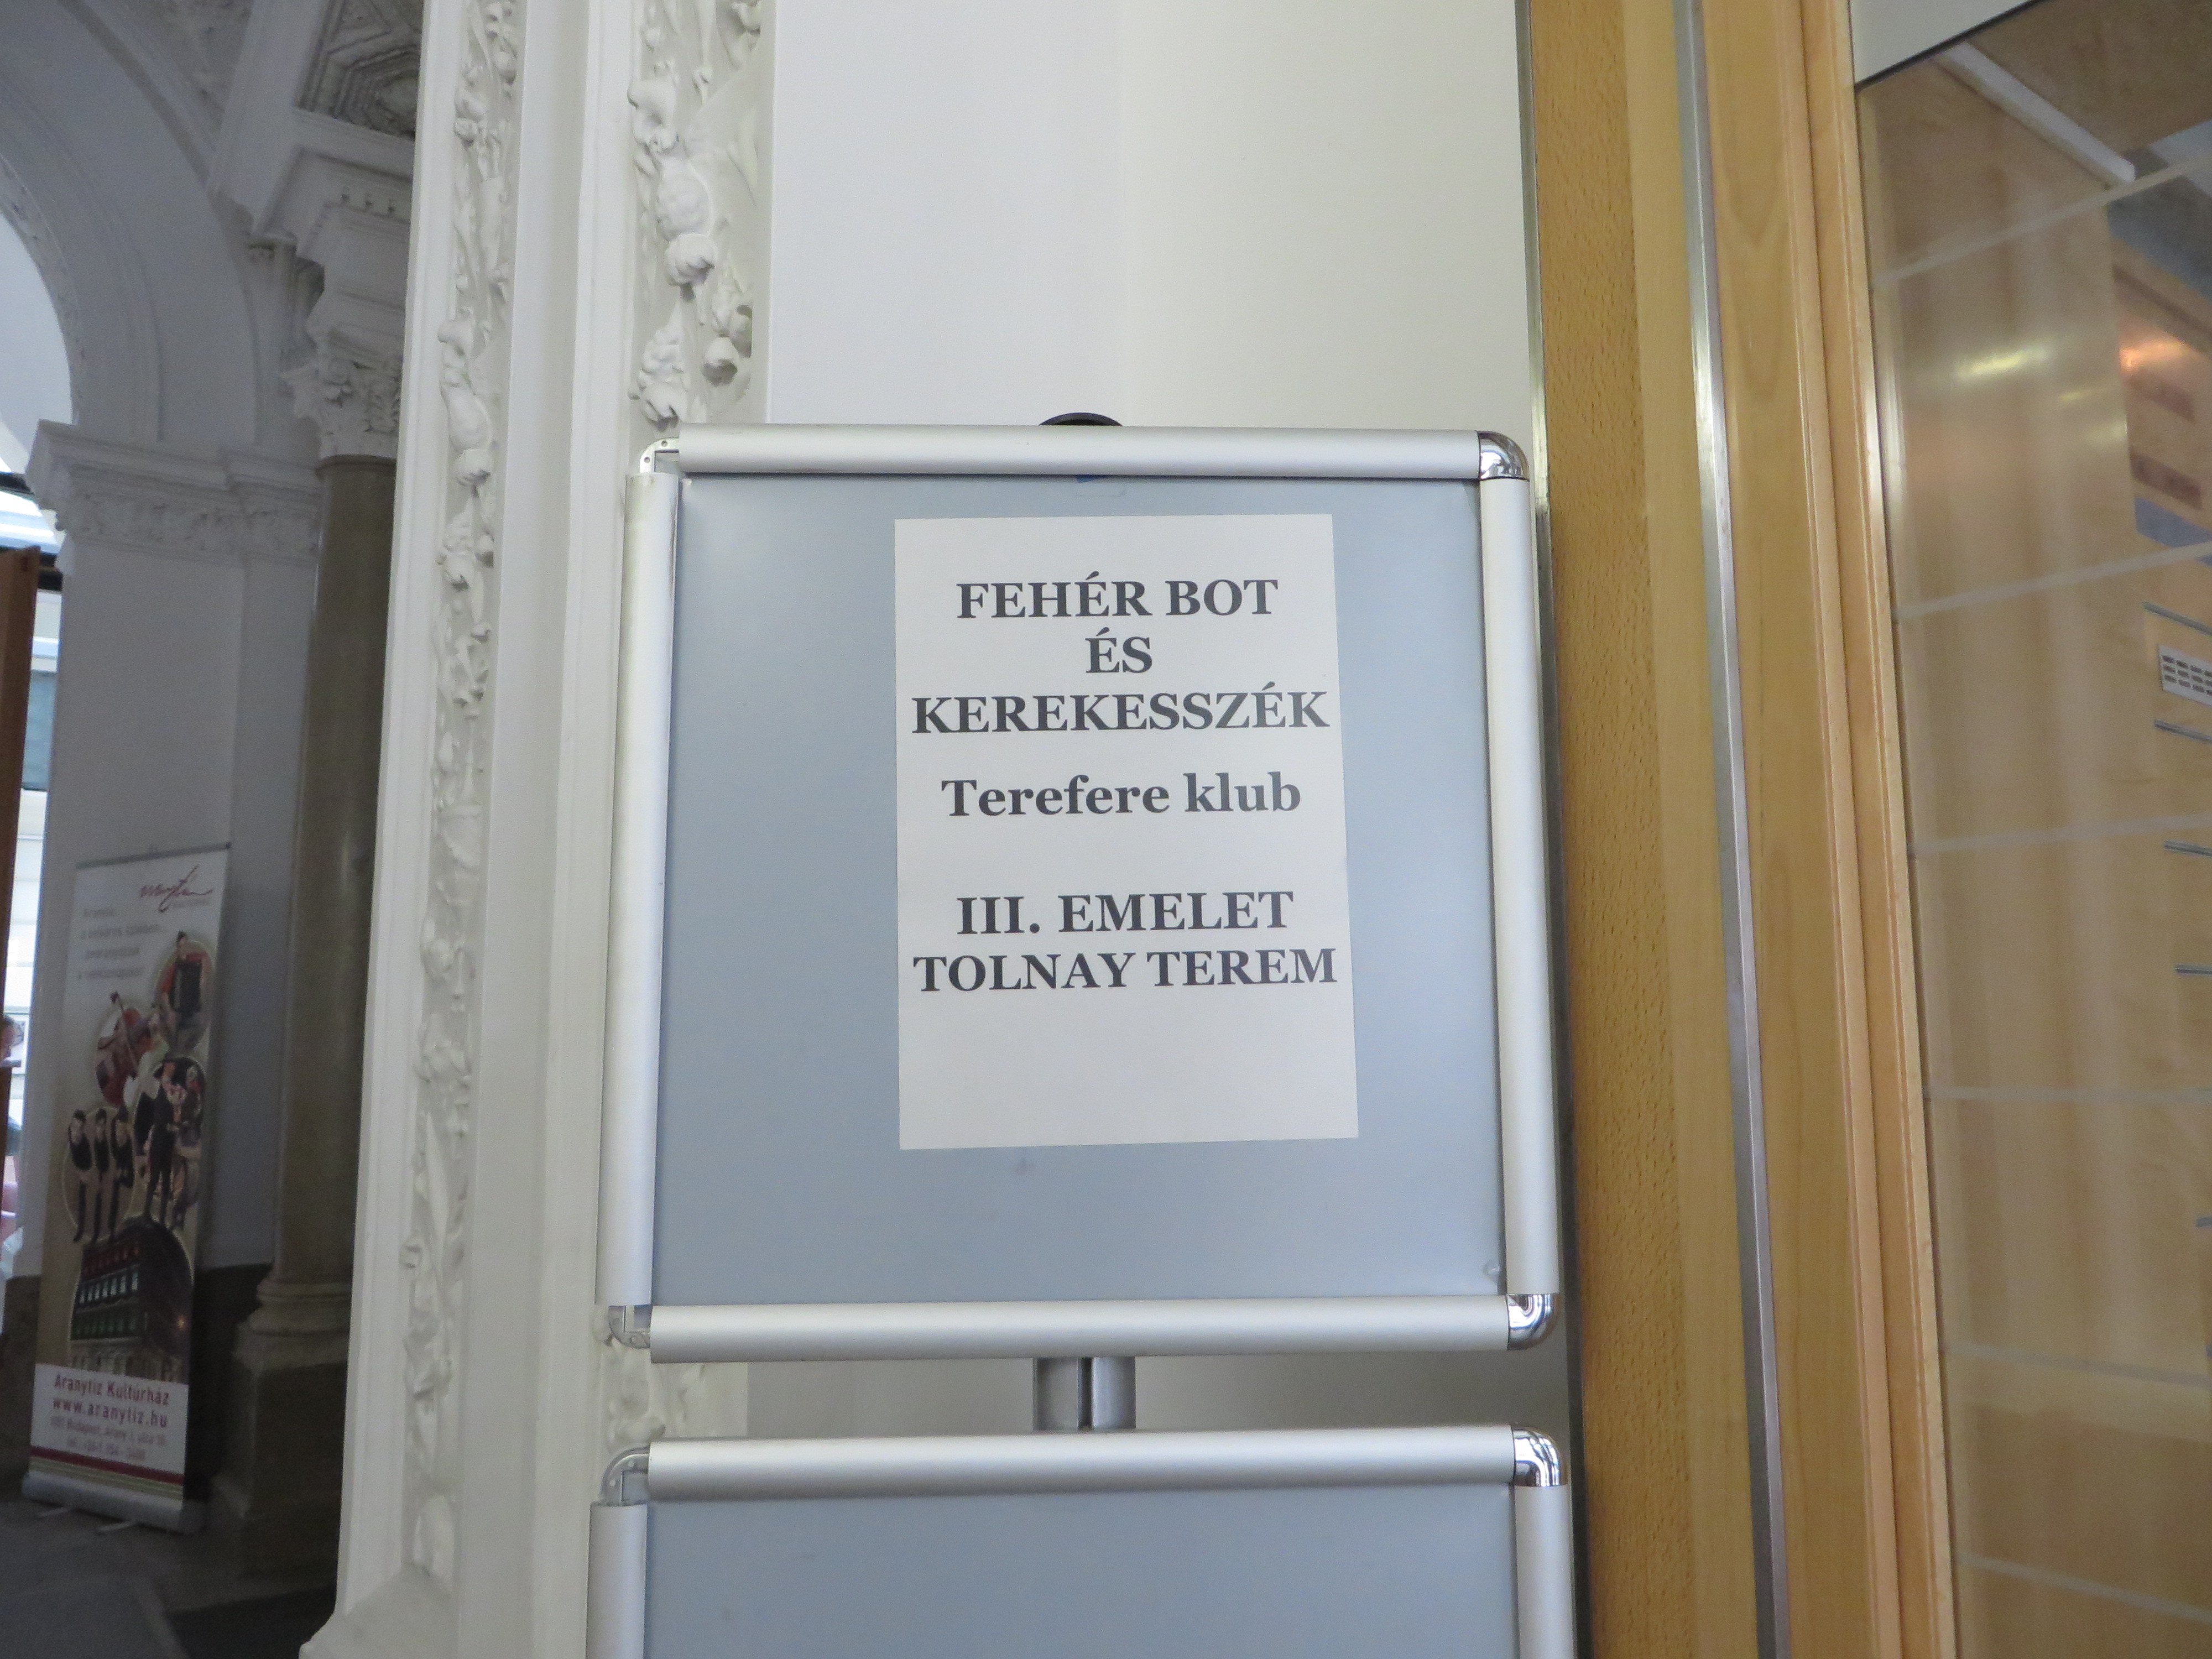 FEHÉR BOT
ÉS
KEREKESSZÉK
Terefere klub
III. EMELET
TOLNAY TEREM
Aranytíz Kultúrház
www.aranytiz.hu